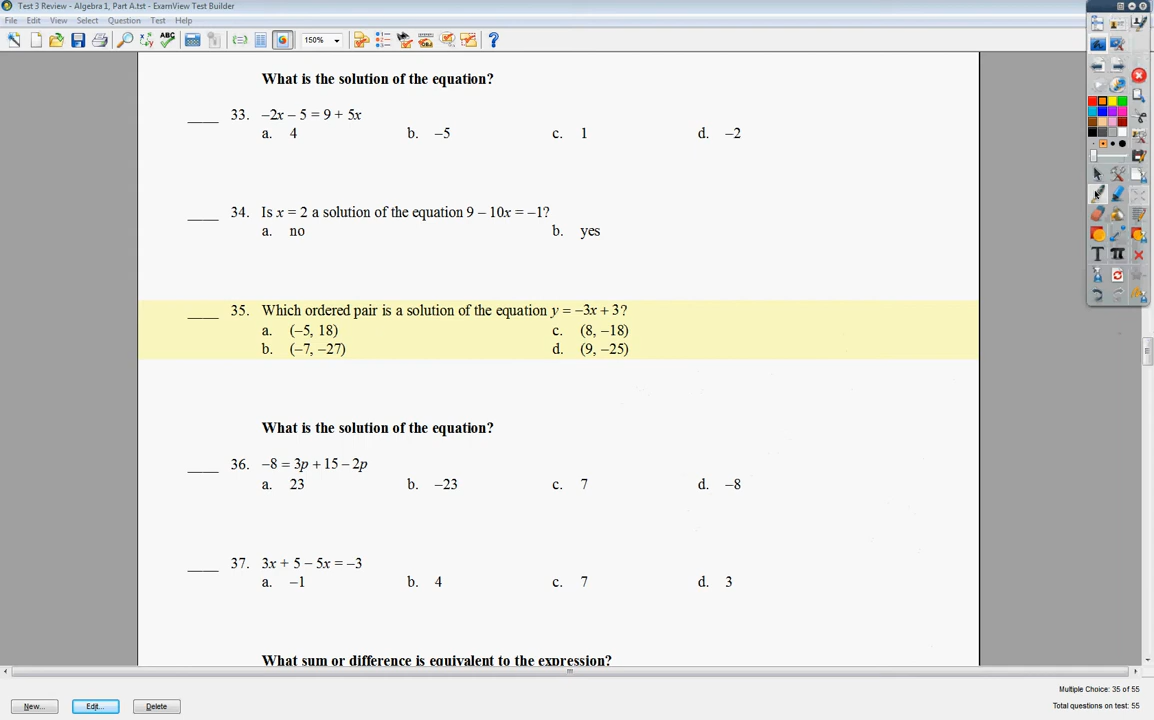 Test 3 Review - Algebra 1, Part A.tst - ExamView Test Builder
File Edit View Select Question Test Help
150%
What is the solution of the equation?
____ 33. –2x – 5 = 9 + 5x
a. 4 b. –5 c. 1 d. –2
____ 34. Is x = 2 a solution of the equation 9 – 10x = –1?
a. no b. yes
____ 35. Which ordered pair is a solution of the equation y = –3x + 3?
a. (–5, 18) c. (8, –18)
b. (–7, –27) d. (9, –25)
What is the solution of the equation?
____ 36. –8 = 3p + 15 – 2p
a. 23 b. –23 c. 7 d. –8
____ 37. 3x + 5 – 5x = –3
a. –1 b. 4 c. 7 d. 3
What sum or difference is equivalent to the expression?
Multiple Choice: 35 of 55
New... Edit... Delete Total questions on test: 55